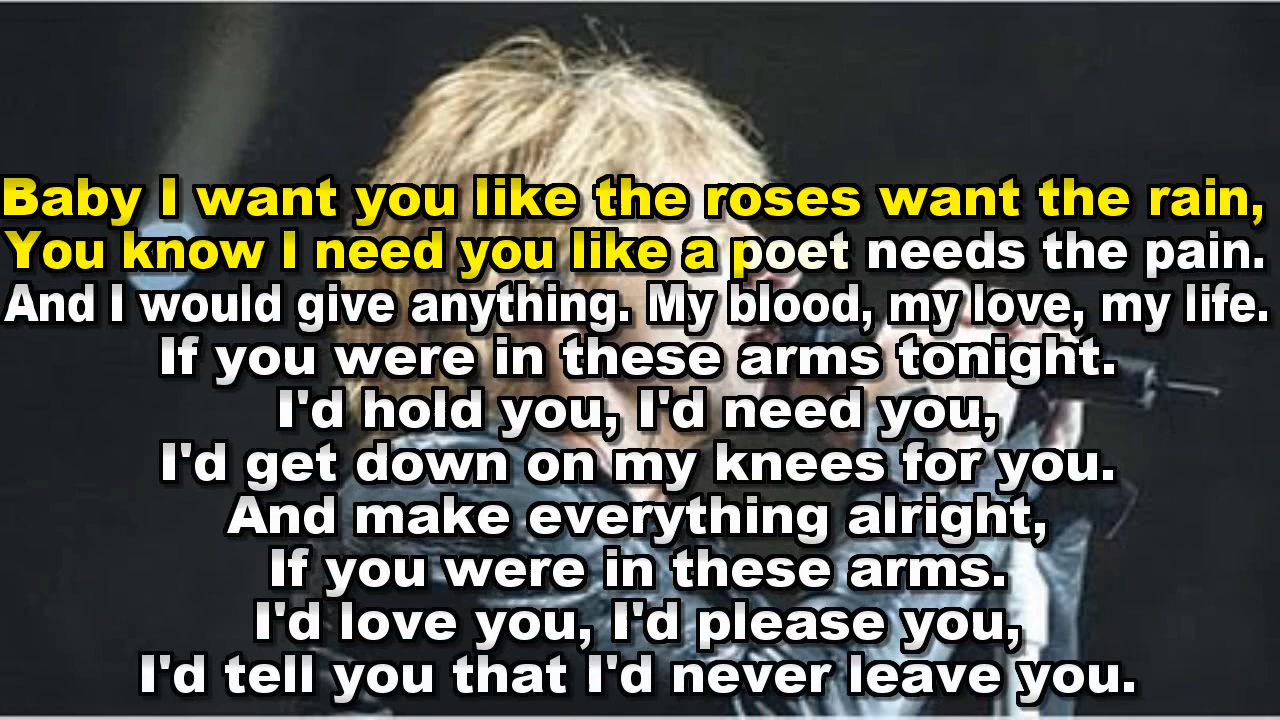 Baby I want you like the roses want the rain,
You know I need you like a poet needs the pain.
And I would give anything. My blood, my love, my life.
If you were in these arms tonight.
I'd hold you, I'd need you,
I'd get down on my knees for you.
And make everything alright,
If you were in these arms.
I'd love you, I'd please you,
I'd tell you that I'd never leave you.